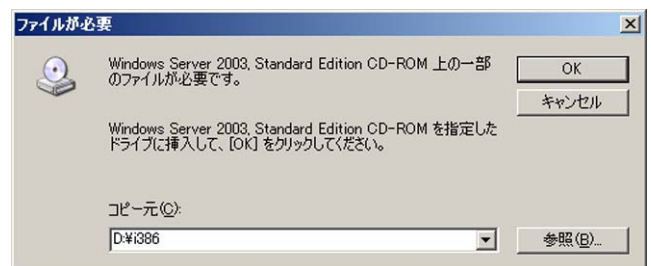 ファイルが必要
Windows Server 2003, Standard Edition CD-ROM 上の一部
のファイルが必要です。
OK
キャンセル
Windows Server 2003, Standard Edition CD-ROM を指定した
ドライブに挿入して、[OK] をクリックしてください。
コピー元(C):
D:¥i386
参照(B)...